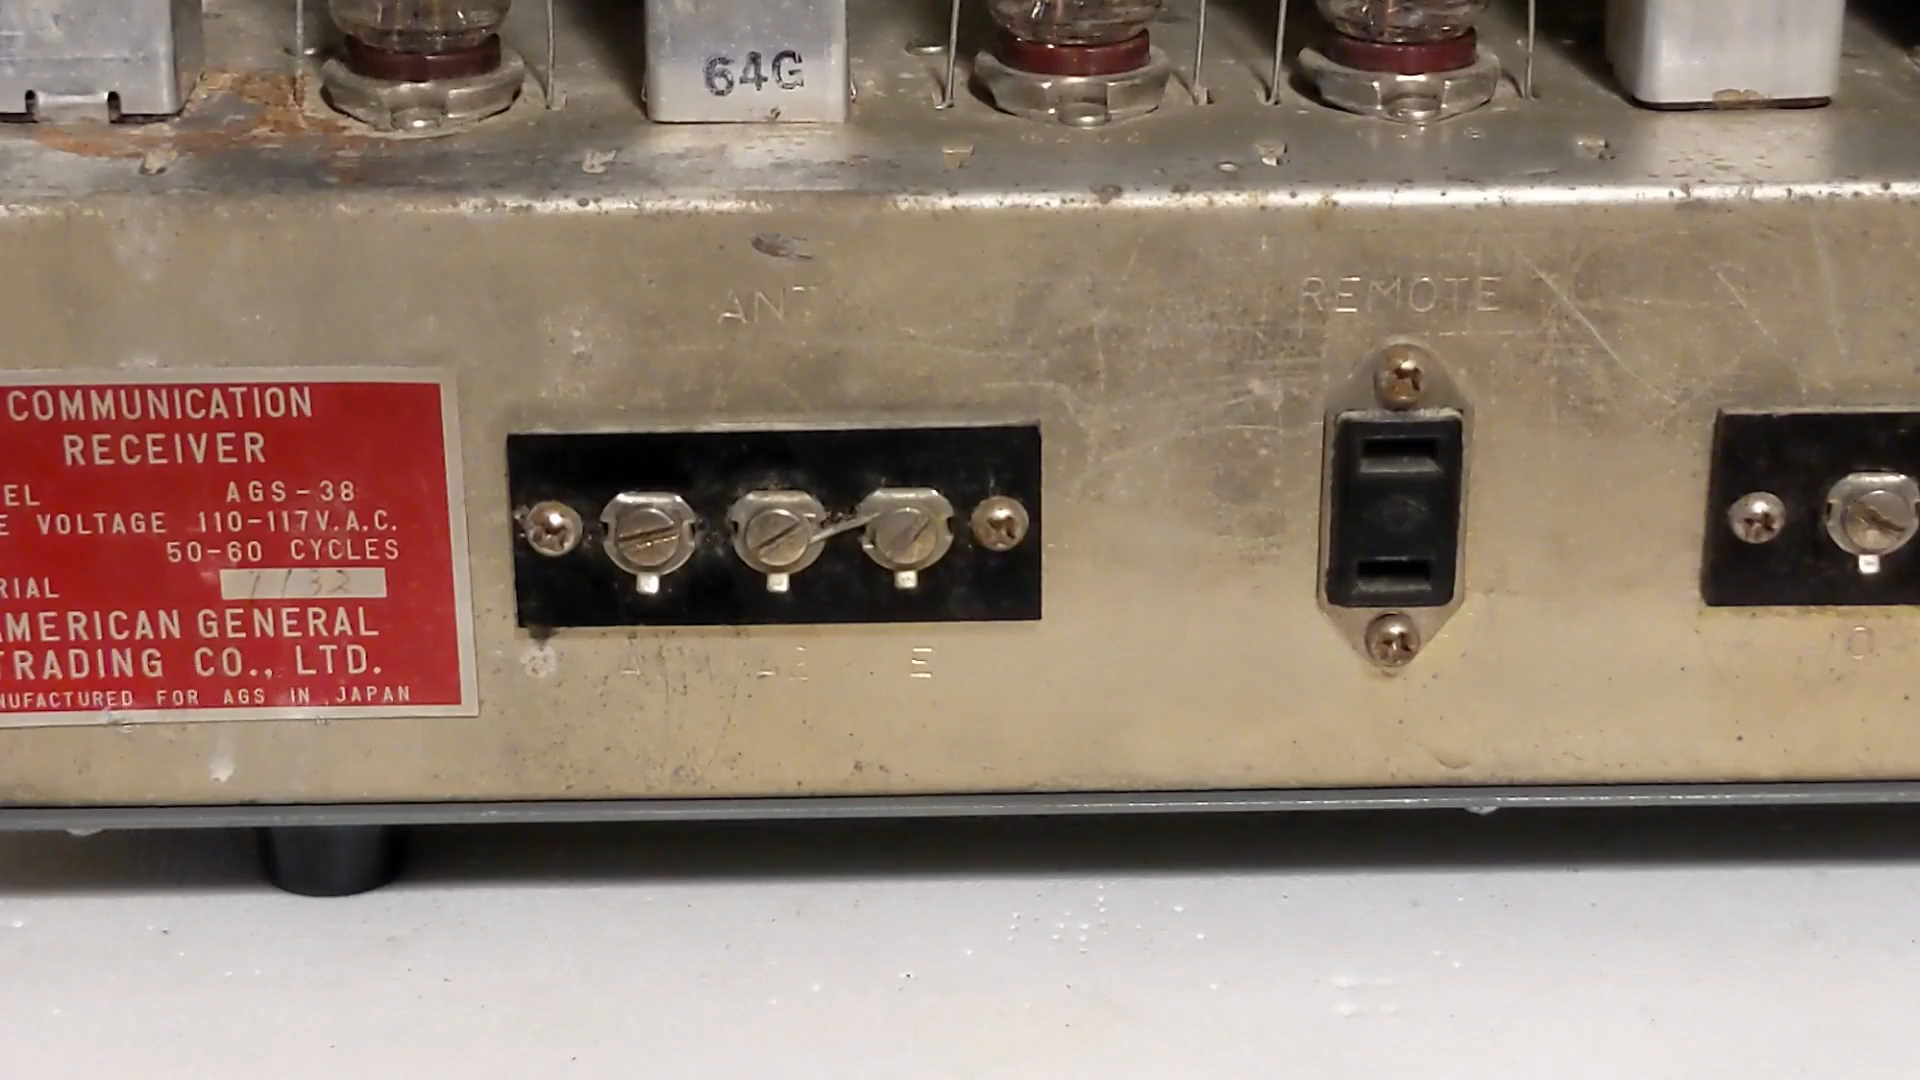 64G
ANT
REMOTE
COMMUNICATION
RECEIVER
EL AGS-38
E VOLTAGE 110-117V.A.C.
50-60 CYCLES
RIAL 1132
AMERICAN GENERAL
TRADING CO., LTD.
NUFACTURED FOR AGS IN JAPAN
E